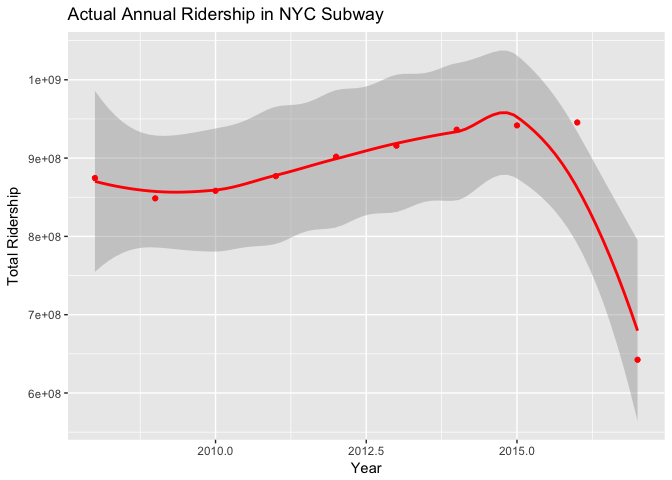 Actual Annual Ridership in NYC Subway
1e+09
9e+08
8e+08
7e+08
6e+08
Total Ridership
2010.0 2012.5 2015.0
Year